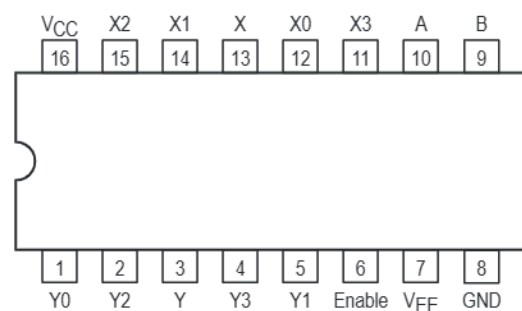 VCC X2 X1 X X0 X3 A B
16 15 14 13 12 11 10 9
1 2 3 4 5 6 7 8
Y0 Y2 Y Y3 Y1 Enable VEE GND